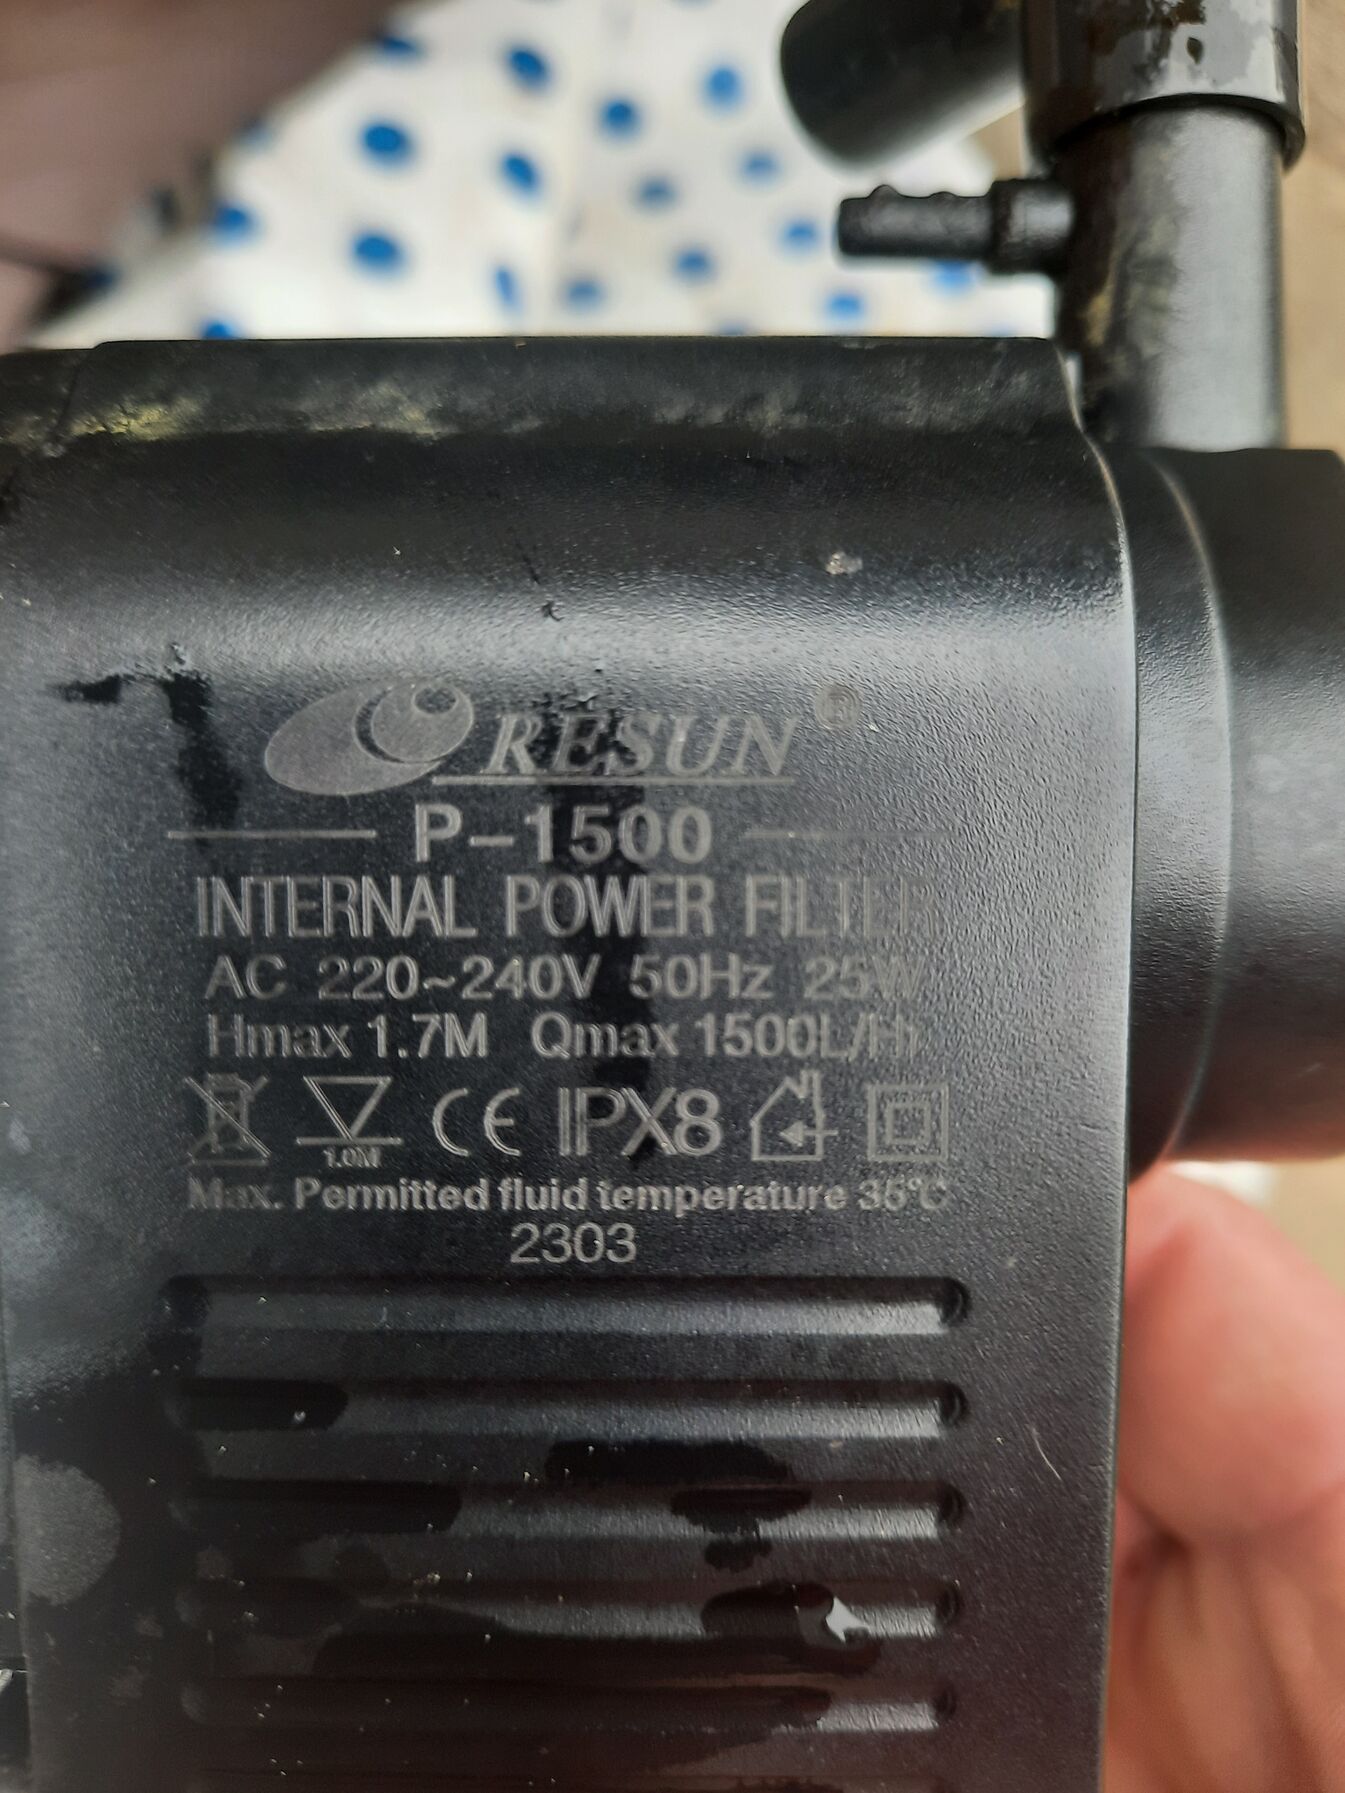 RESUN®
P-1500
INTERNAL POWER FILTER
AC 220~240V 50Hz 25W
Hmax 1.7M Qmax 1500L/Hr
1.0M
CE IPX8
Max. Permitted fluid temperature 35°C
2303